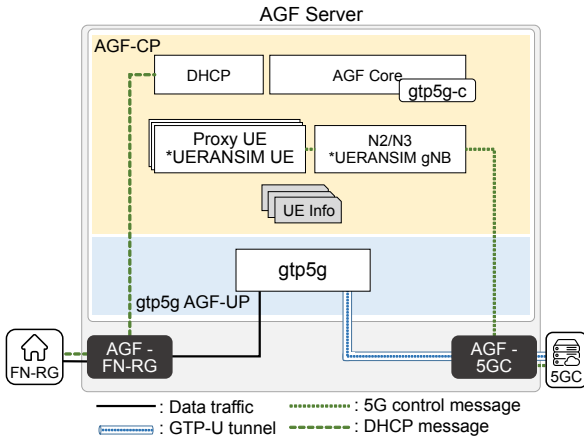 AGF Server
AGF-CP
DHCP
AGF Core
gtp5g-c
Proxy UE
*UERANSIM UE
N2/N3
*UERANSIM gNB
UE Info
gtp5g
gtp5g AGF-UP
FN-RG
AGF -
FN-RG
AGF -
5GC
5GC
: Data traffic
: 5G control message
: GTP-U tunnel
: DHCP message